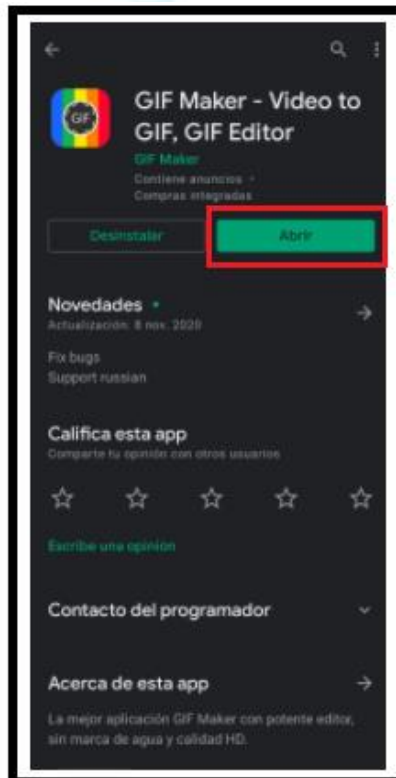 GIF
GIF Maker - Video to
GIF, GIF Editor
GIF Maker
Contiene anuncios •
Compras integradas
Desinstalar
Abrir
Novedades •
Actualización: 8 nov. 2020
Fix bugs
Support russian
Califica esta app
Comparte tu opinión con otros usuarios
Escribe una opinión
Contacto del programador
Acerca de esta app
La mejor aplicación GIF Maker con potente editor,
sin marca de agua y calidad HD.